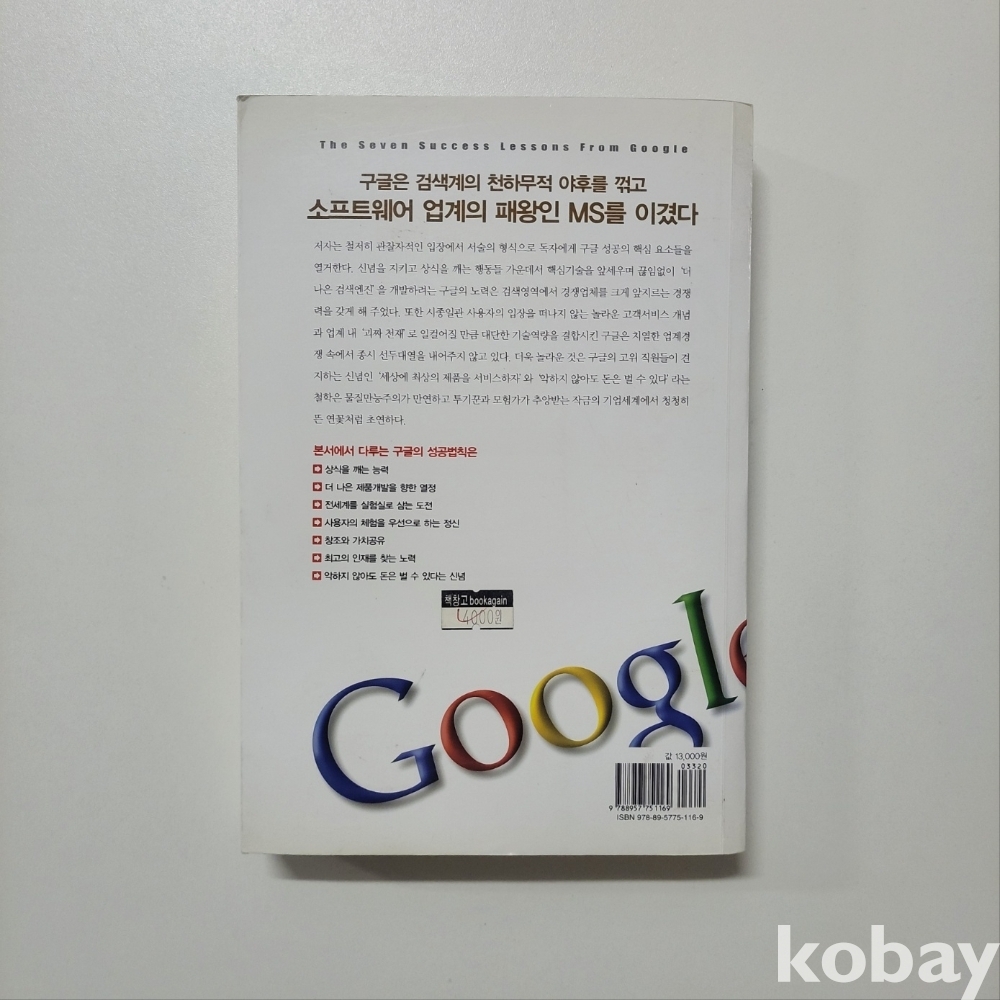 The Seven Success Lessons From Google
구글은 검색계의 천하무적 야후를 꺾고
소프트웨어 업계의 패왕인 MS를 이겼다
저자는 철저히 관찰자적인 입장에서 서술의 형식으로 독자에게 구글 성공의 핵심 요소들을
열거한다. 신념을 지키고 상식을 깨는 행동들 가운데서 핵심기술을 앞세우며 끊임없이 '더
나은 검색엔진'을 개발하려는 구글의 노력은 검색영역에서 경쟁업체를 크게 앞지르는 경쟁
력을 갖게 해 주었다. 또한 시종일관 사용자의 입장을 떠나지 않는 놀라운 고객서비스 개념
과 업계 내 '괴짜 천재'로 일컬어질 만큼 대단한 기술역량을 결합시킨 구글은 치열한 업계경
쟁 속에서 줄시 선두대열을 내어주지 않고 있다. 더욱 놀라운 것은 구글의 고위 직원들이 견
지하는 신념인 '세상에 최상의 제품을 서비스하자'와 '악하지 않아도 돈은 벌 수 있다'라는
철학은 물질만능주의가 만연하고 투기꾼과 모험가가 추앙받는 작금의 기업세계에서 청청히
뜬 연꽃처럼 초연하다.
본서에서 다루는 구글의 성공법칙은
상식을 깨는 능력
더 나은 제품개발을 향한 열정
전세계를 실험실로 삼는 도전
사용자의 체험을 우선으로 하는 정신
창조와 가치공유
최고의 인재를 찾는 노력
악하지 않아도 돈은 벌 수 있다는 신념
책창고 bookagain
4000원
Google
값 13,000원
03320
9 788957 751169
ISBN 978-89-5775-116-9
kobay